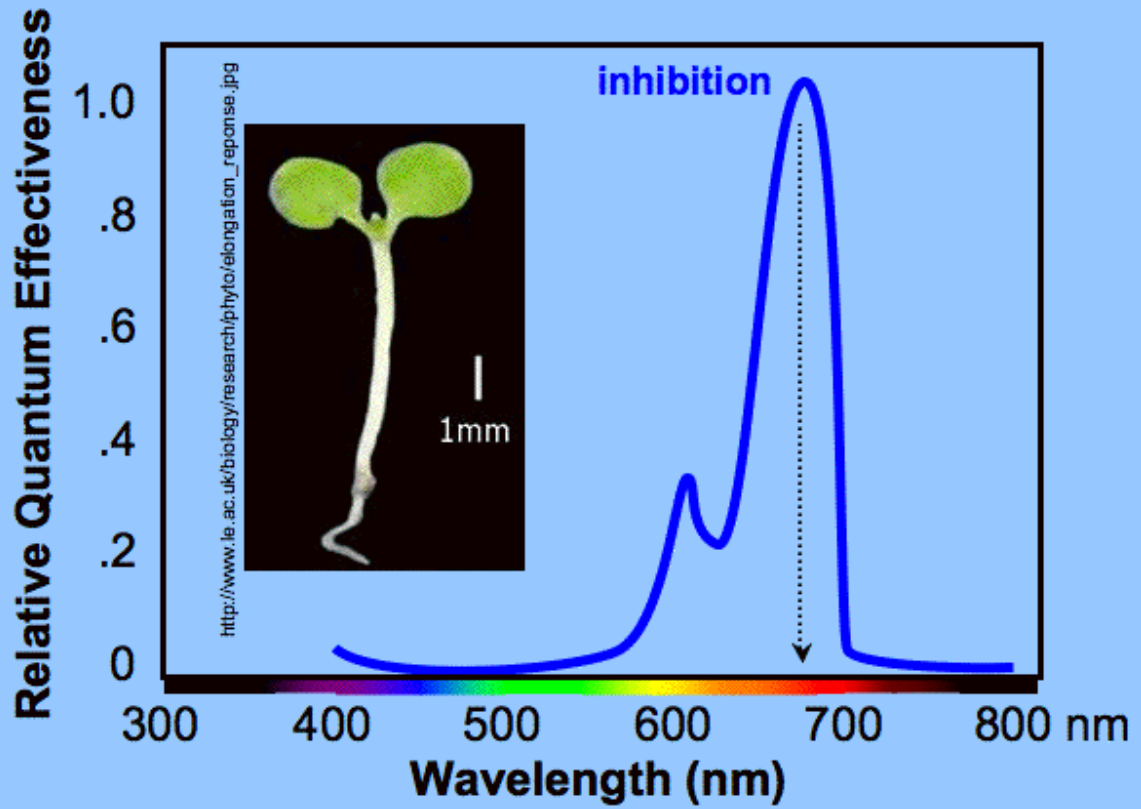 Relative Quantum Effectiveness
1.0
.8
.6
.4
.2
0
inhibition
http://www.le.ac.uk/biology/research/phyto/elongation_reponse.jpg
1mm
300 400 500 600 700 800 nm
Wavelength (nm)